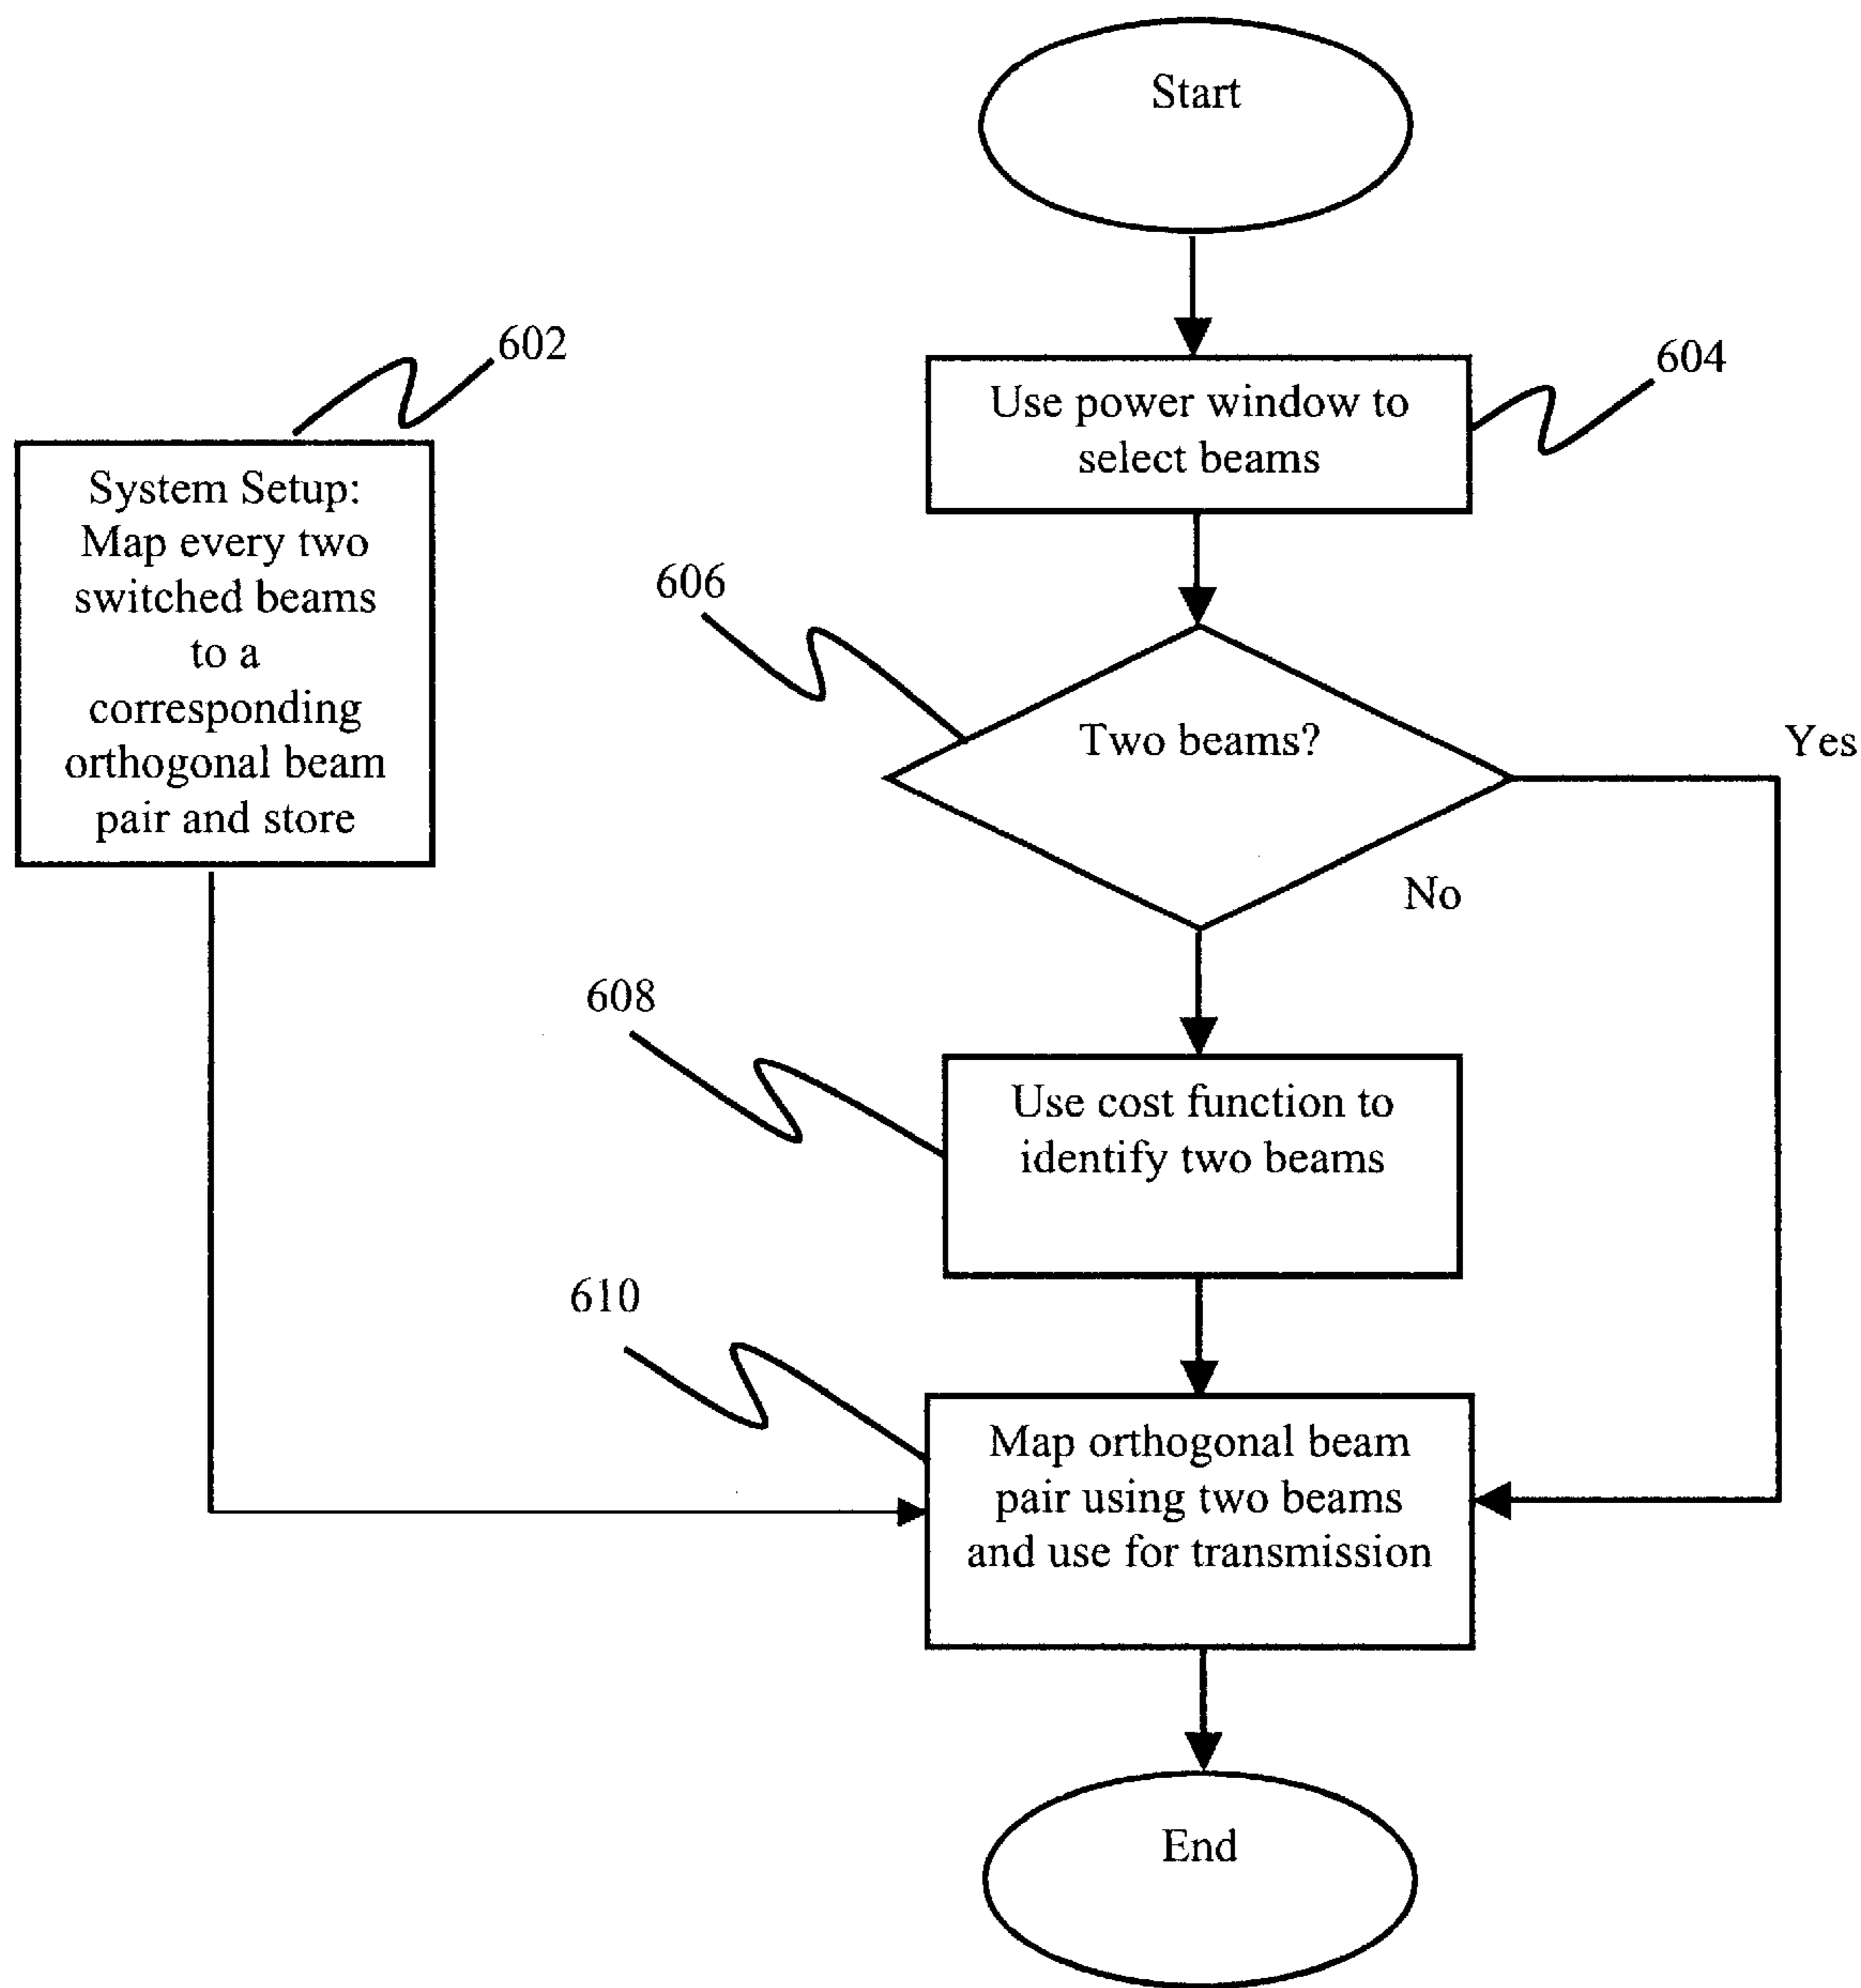 Start
602
604
Use power window to
select beams
System Setup:
Map every two
switched beams
to a
corresponding
orthogonal beam
pair and store
606
Two beams?
Yes
No
608
Use cost function to
identify two beams
610
Map orthogonal beam
pair using two beams
and use for transmission
End